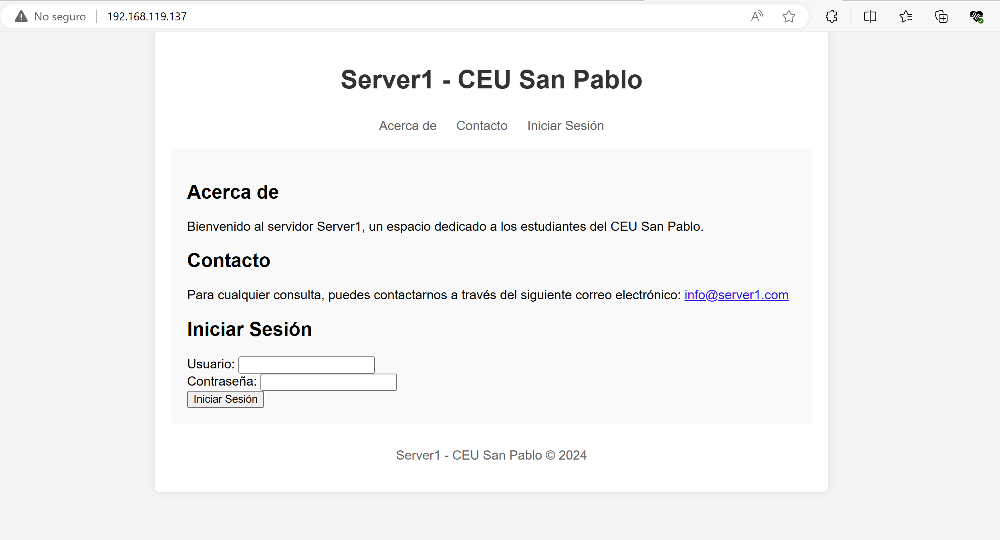 No seguro 192.168.119.137
Server1 - CEU San Pablo
Acerca de Contacto Iniciar Sesión
Acerca de
Bienvenido al servidor Server1, un espacio dedicado a los estudiantes del CEU San Pablo.
Contacto
Para cualquier consulta, puedes contactarnos a través del siguiente correo electrónico: info@server1.com
Iniciar Sesión
Usuario:
Contraseña:
Iniciar Sesión
Server1 - CEU San Pablo © 2024